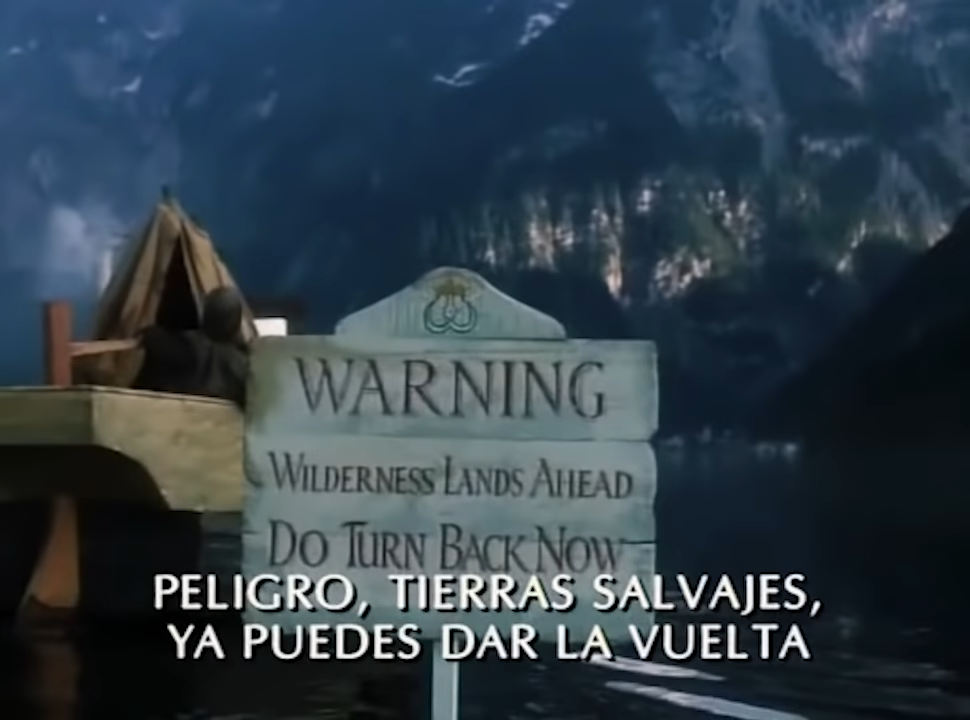 WARNING
WILDERNESS LANDS AHEAD
DO TURN BACK NOW
PELIGRO, TIERRAS SALVAJES,
YA PUEDES DAR LA VUELTA